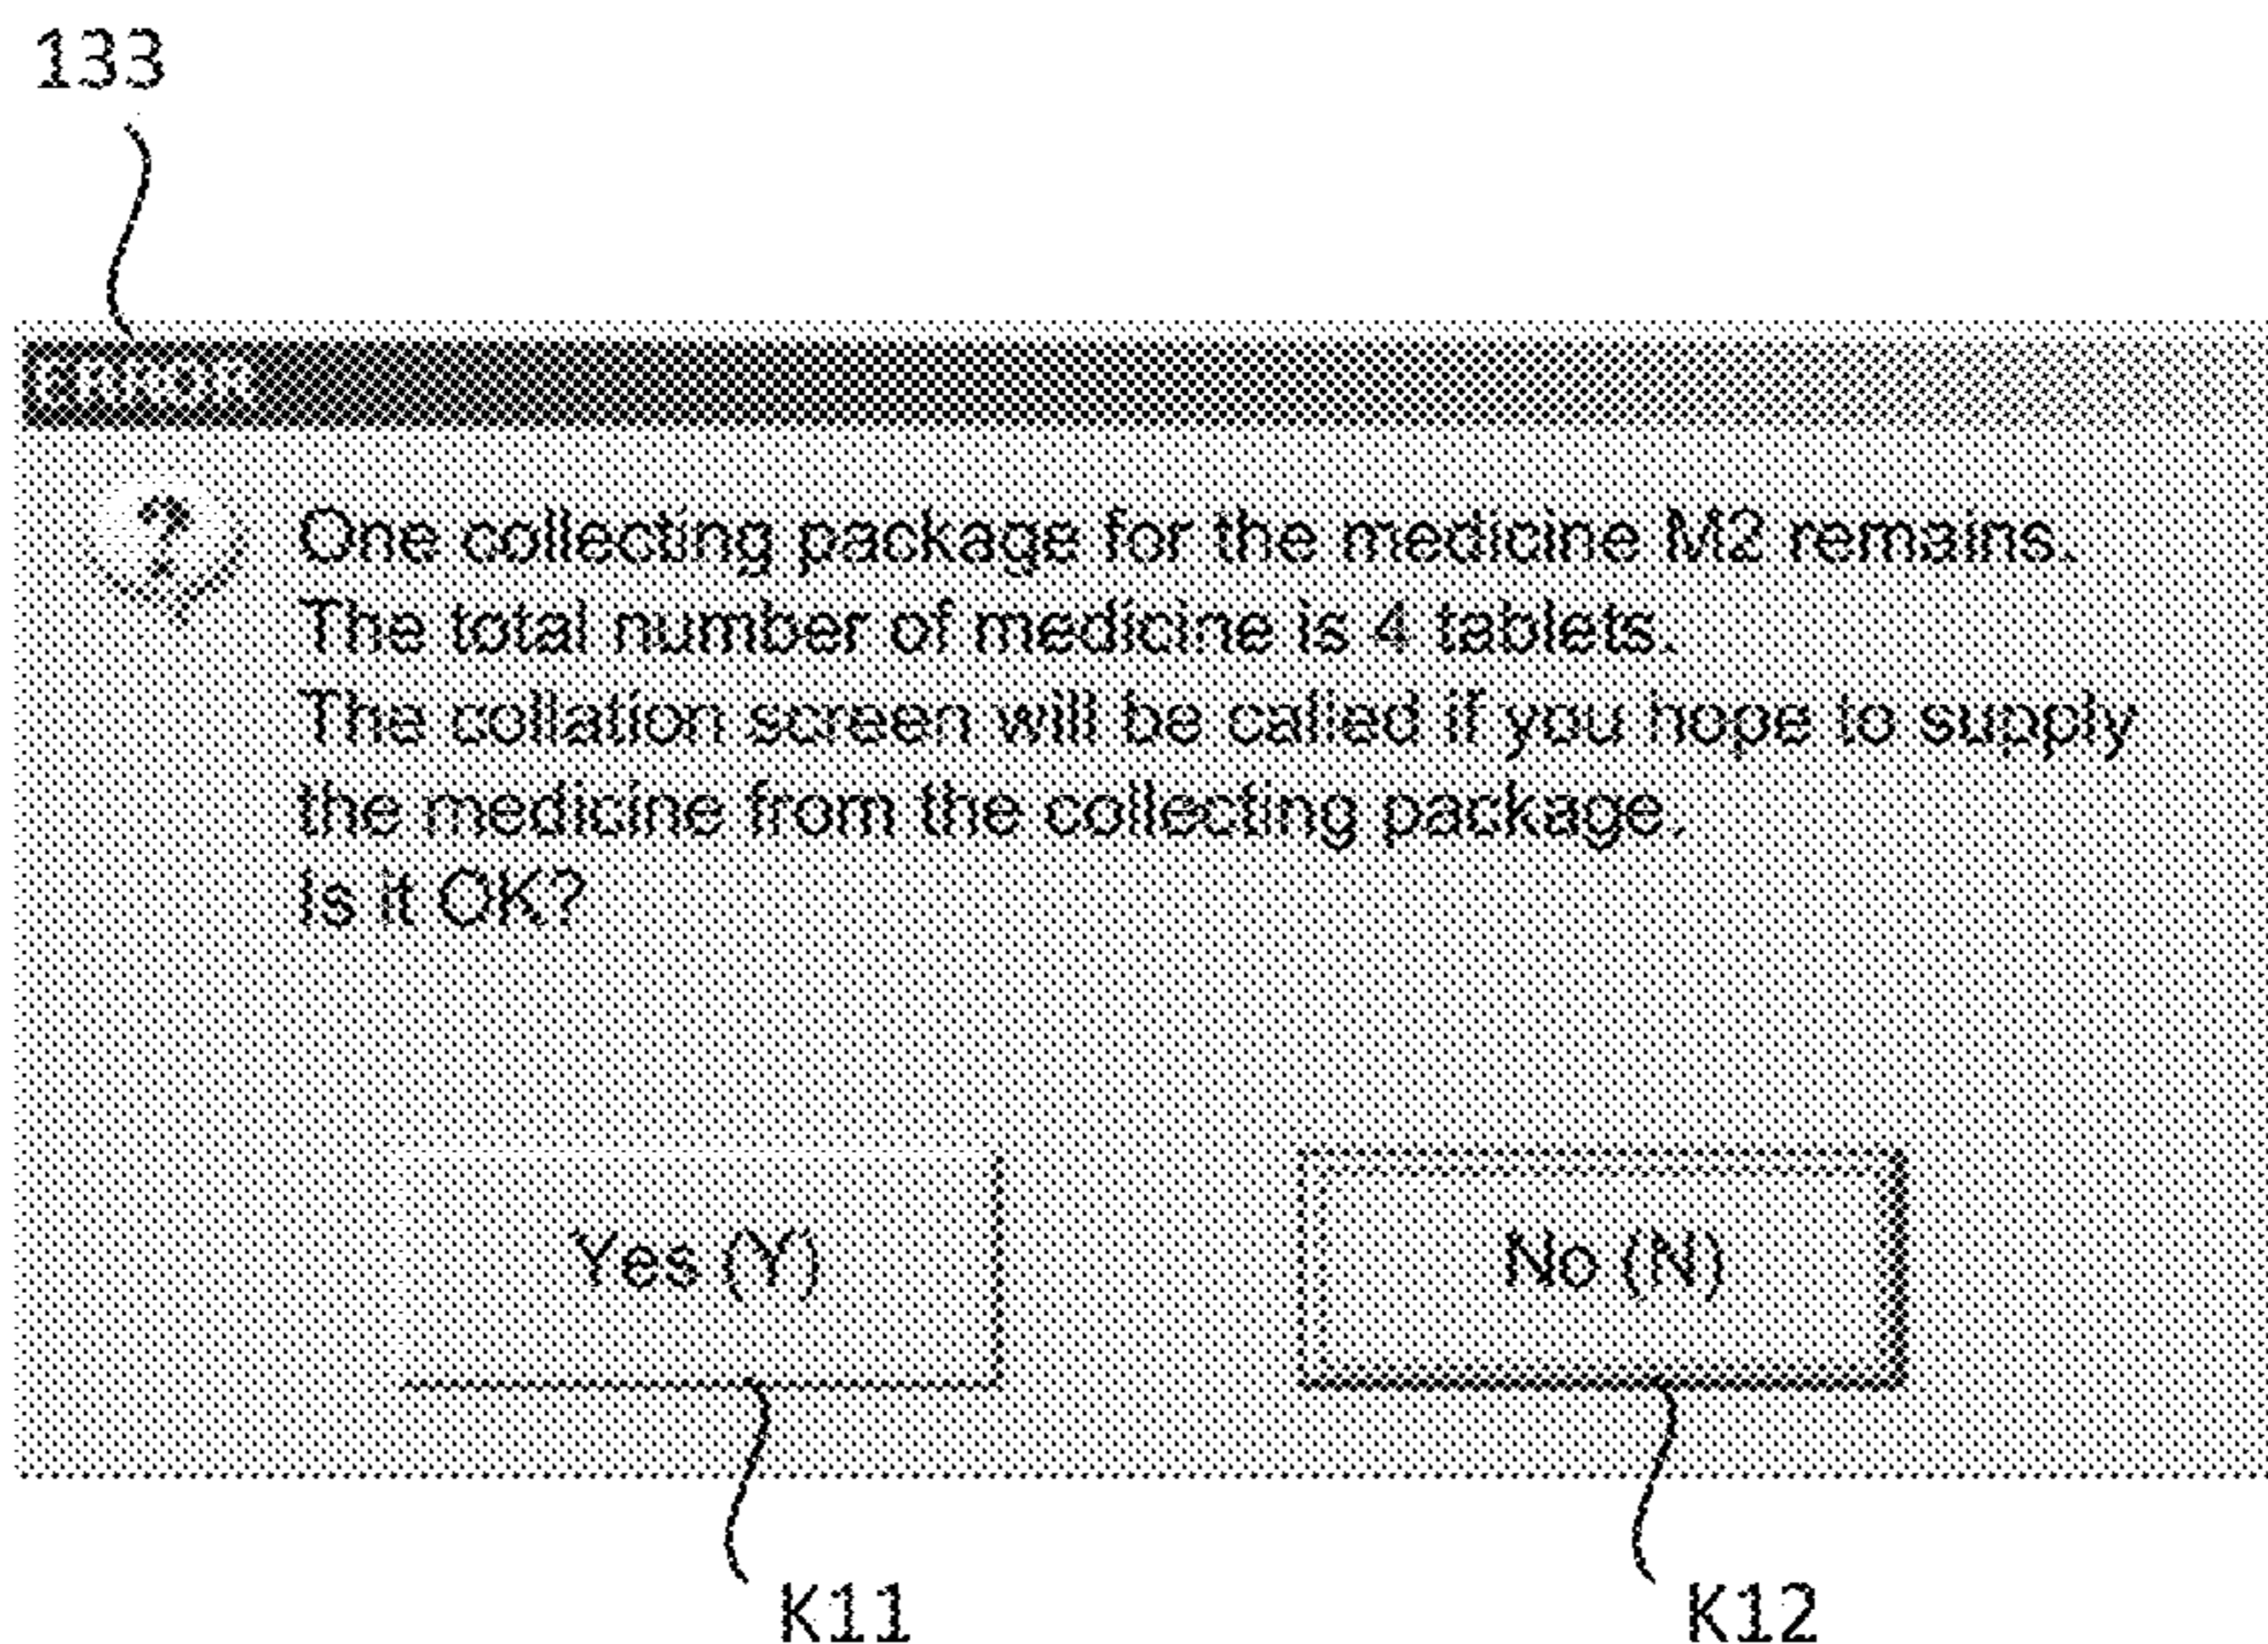 133
ERROR
?
One collecting package for the medicine M2 remains.
The total number of medicine is 4 tablets.
The collation screen will be called if you hope to supply
the medicine from the collecting package.
Is it OK?
Yes (Y) No (N)
K11 K12